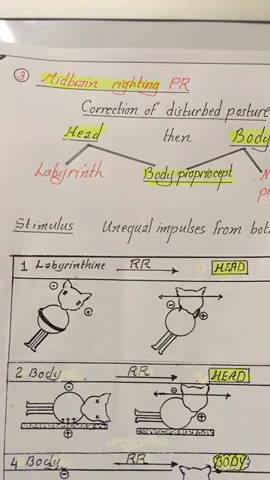 3 Midbrain righting PR
Correction of disturbed posture
Head then Body
Labyrinth Body propriocept N
p
Stimulus Unequal impulses from bot
1 Labyrinthine RR HEAD
- +
- +
2 Body RR HEAD
- -
+ +
4 Body RR BODY
-